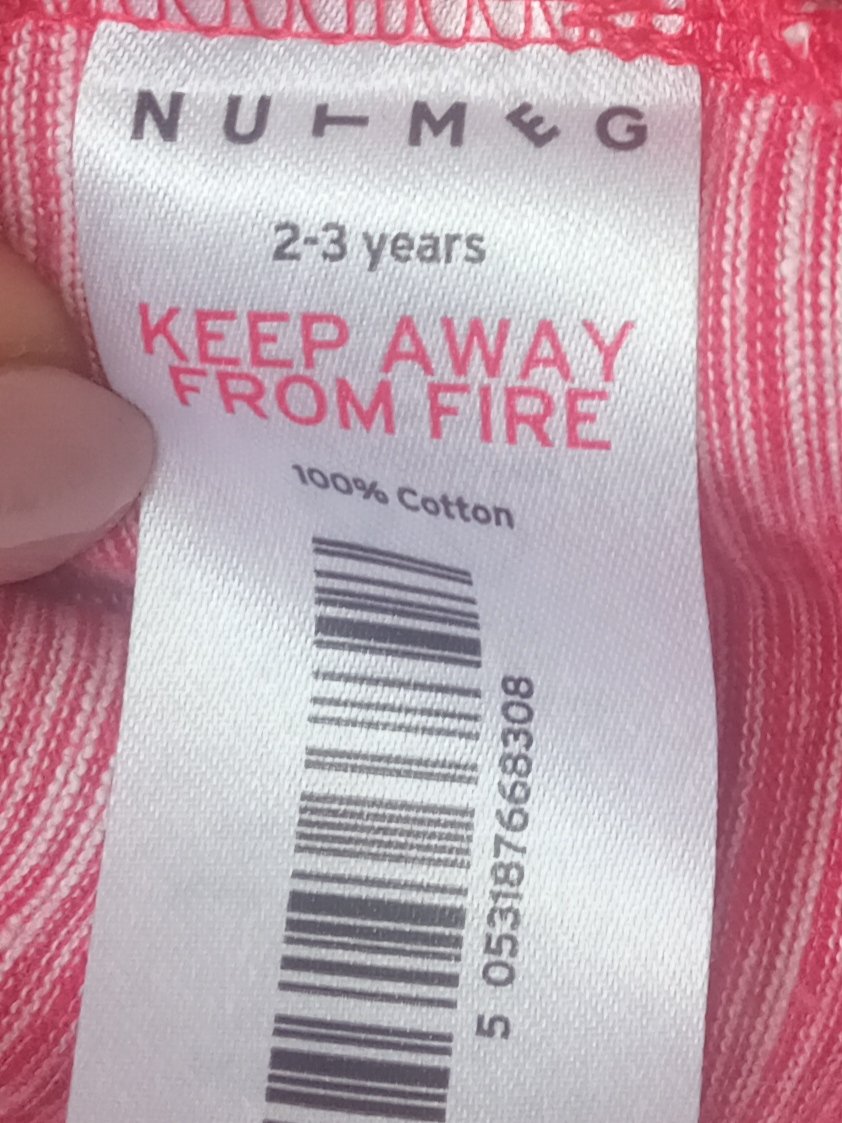 NUTMEG
2-3 years
KEEP AWAY
FROM FIRE
100% Cotton
5 053187668308